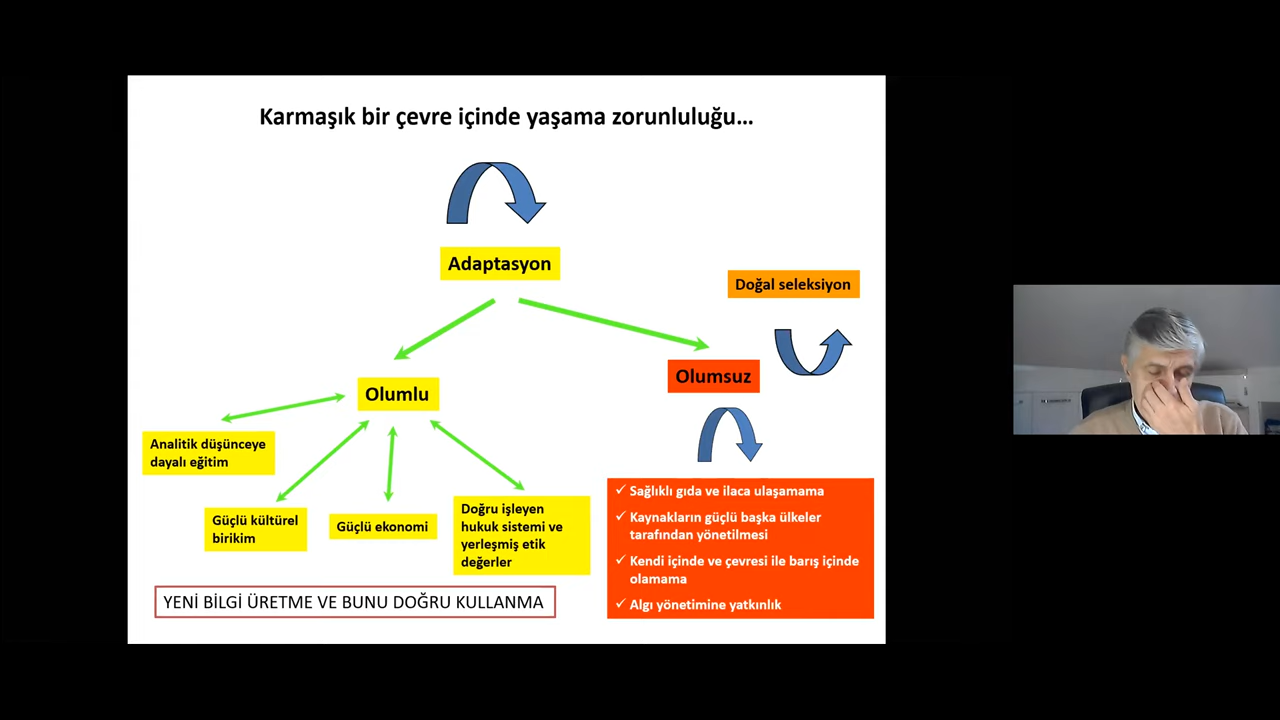 Karmaşık bir çevre içinde yaşama zorunluluğu...
Adaptasyon
Doğal seleksiyon
Olumsuz
Olumlu
Analitik düşünceye
dayalı eğitim
Güçlü kültürel
birikim
Güçlü ekonomi
Doğru işleyen
hukuk sistemi ve
yerleşmiş etik
değerler
✓ Sağlıklı gıda ve ilaca ulaşamama
✓ Kaynakların güçlü başka ülkeler
tarafından yönetilmesi
✓ Kendi içinde ve çevresi ile barış içinde
olamama
✓ Algı yönetimine yatkınlık
YENİ BİLGİ ÜRETME VE BUNU DOĞRU KULLANMA